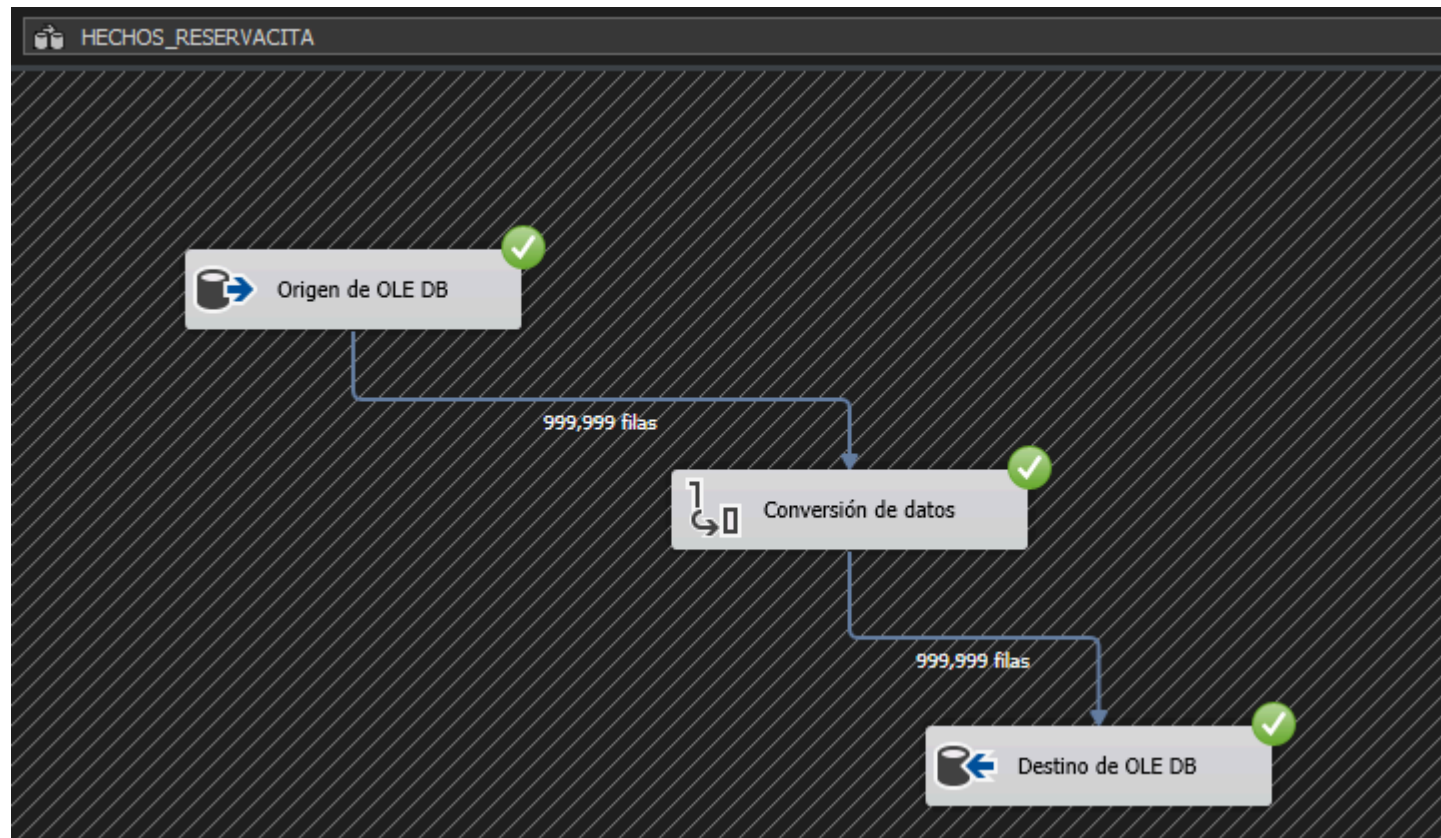 HECHOS_RESERVACITA
Origen de OLE DB
999,999 filas
Conversión de datos
999,999 filas
Destino de OLE DB